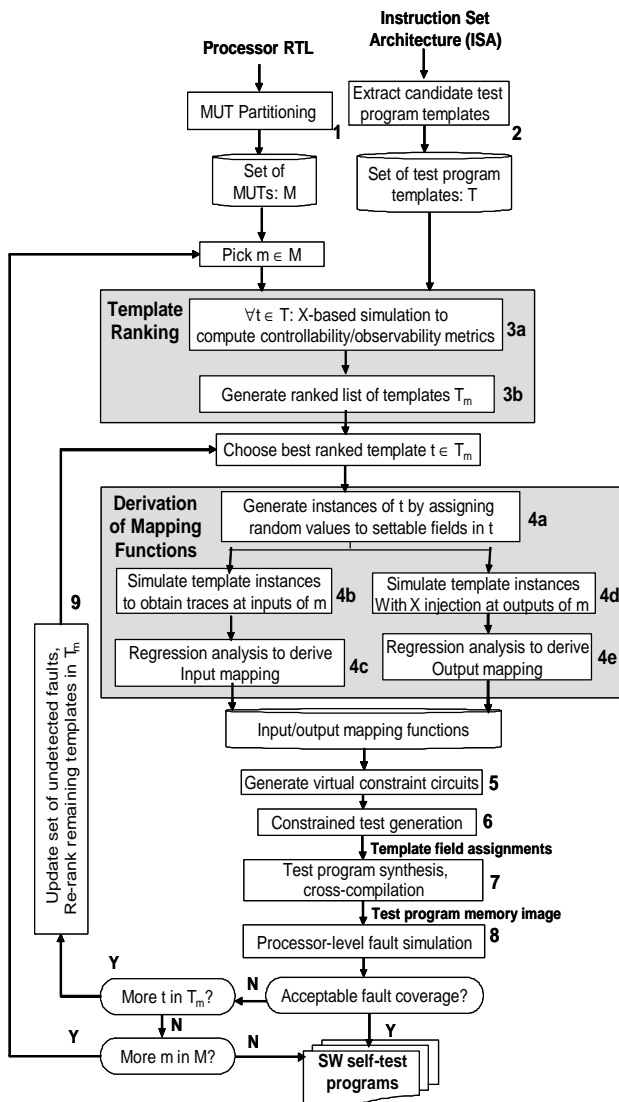 Instruction Set
Architecture (ISA)
Processor RTL
MUT Partitioning
1
Extract candidate test
program templates
2
Set of
MUTs: M
Set of test program
templates: T
Pick m ∈ M
Template
Ranking
∀t ∈ T: X-based simulation to
compute controllability/observability metrics
3a
Generate ranked list of templates Tm
3b
Choose best ranked template t ∈ Tm
Derivation
of Mapping
Functions
Generate instances of t by assigning
random values to settable fields in t
4a
Simulate template instances
to obtain traces at inputs of m
4b
Simulate template instances
With X injection at outputs of m
4d
Regression analysis to derive
Input mapping
4c
Regression analysis to derive
Output mapping
4e
9
Update set of undetected faults,
Re-rank remaining templates in Tm
Input/output mapping functions
Generate virtual constraint circuits
5
Constrained test generation
6
Template field assignments
Test program synthesis,
cross-compilation
7
Test program memory image
Processor-level fault simulation
8
Y
More t in Tm?
N
Acceptable fault coverage?
N
Y
Y
More m in M?
N
SW self-test
programs